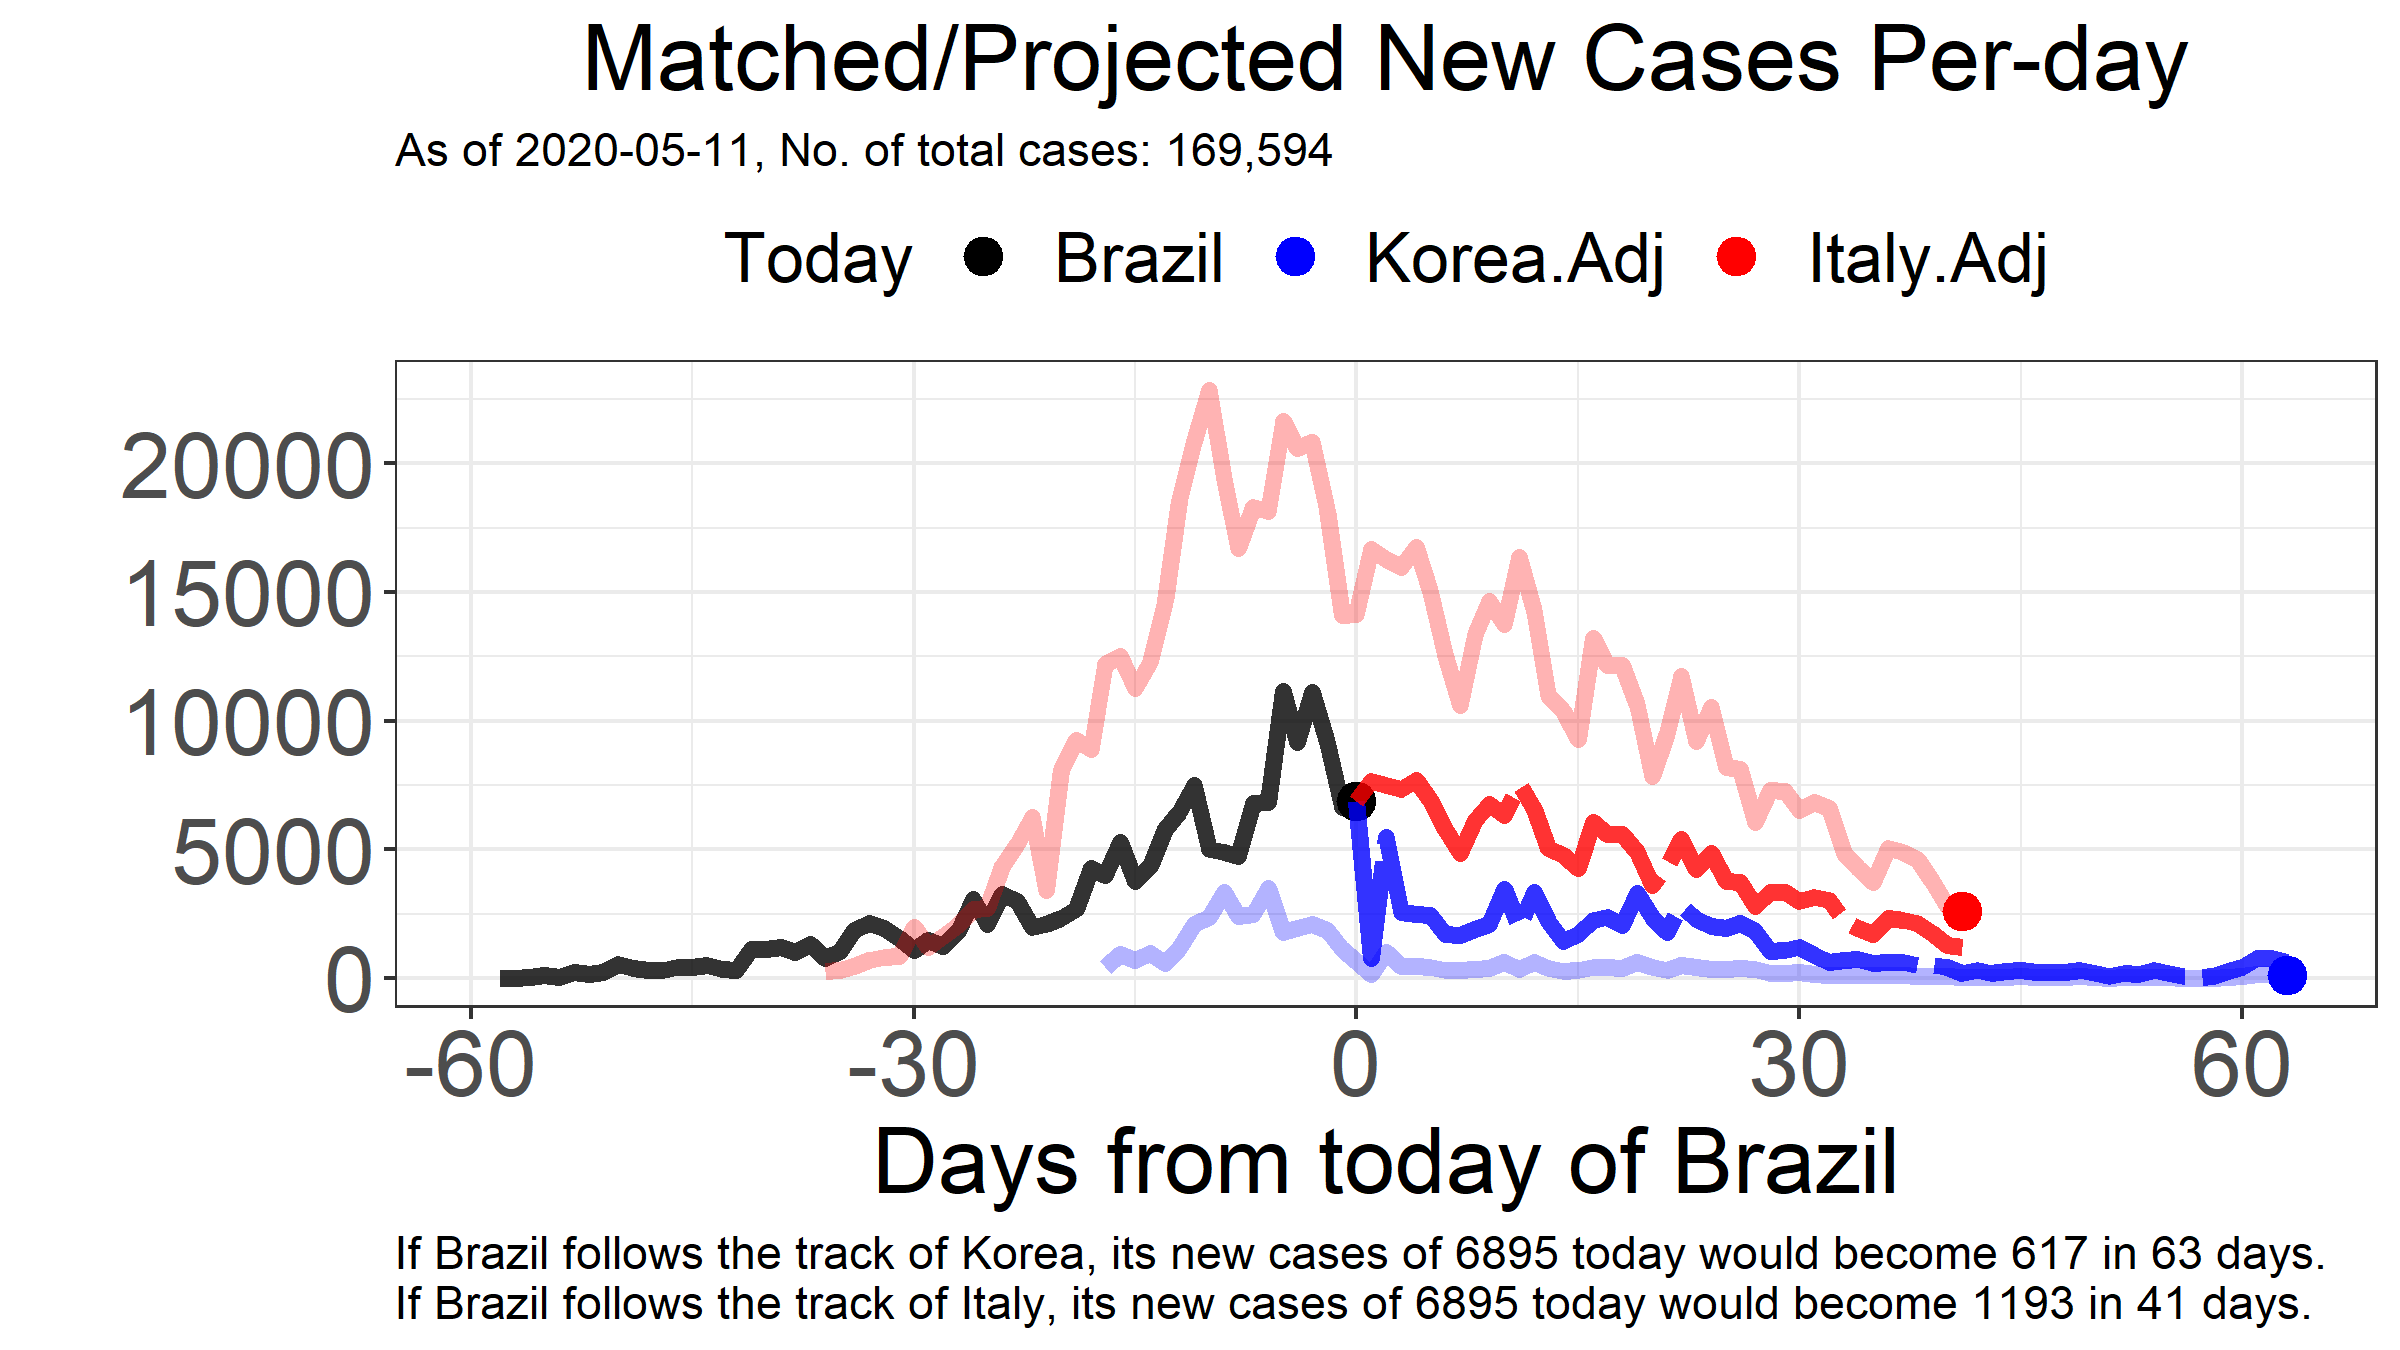 Matched/Projected New Cases Per-day
As of 2020-05-11, No. of total cases: 169,594
Today Brazil Korea.Adj Italy.Adj
20000
15000
10000
5000
0
-60 -30 0 30 60
Days from today of Brazil
If Brazil follows the track of Korea, its new cases of 6895 today would become 617 in 63 days.
If Brazil follows the track of Italy, its new cases of 6895 today would become 1193 in 41 days.